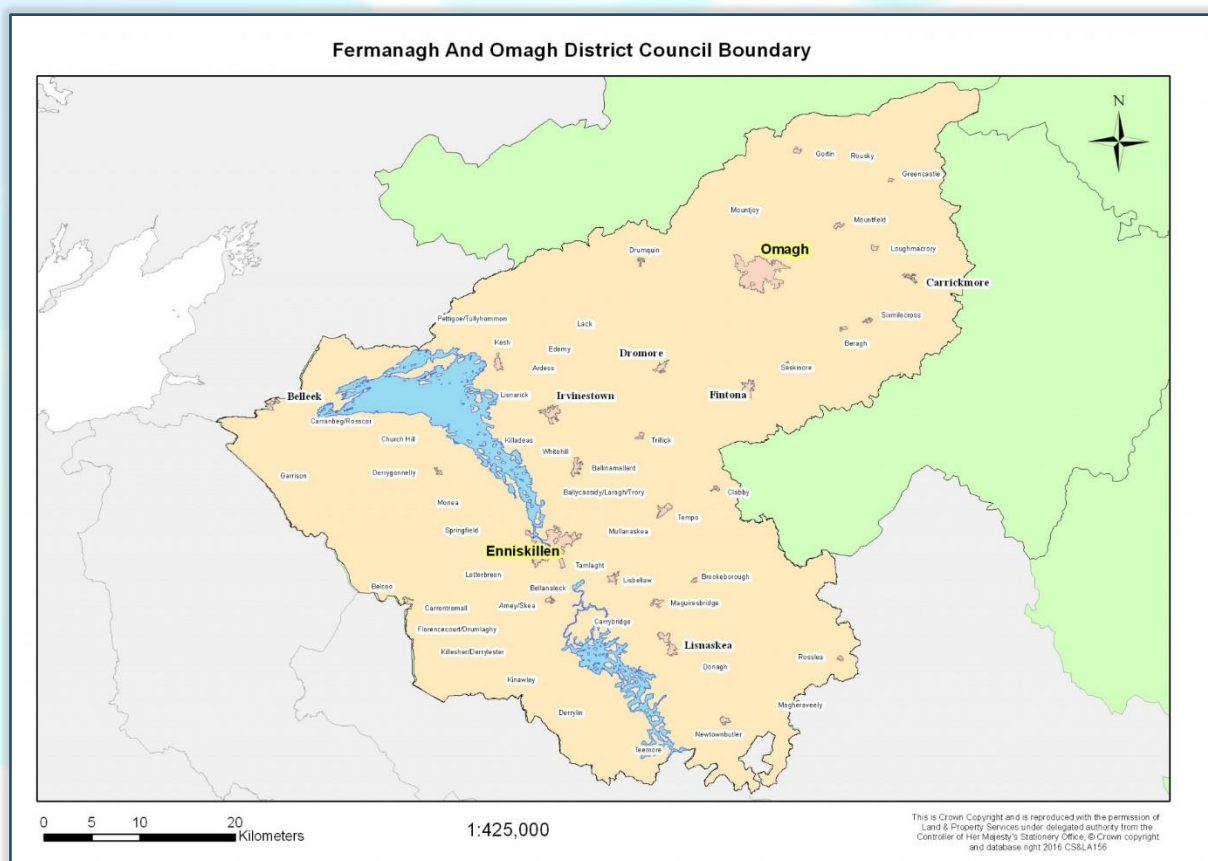 Fermanagh And Omagh District Council Boundary
N
Gortin
Rousky
Greencastle
Mountjoy
Mountfield
Omagh
Drumquin
Loughmacrory
Carrickmore
Pettigoe/Tullyhommon
Lack
Sixmilecross
Kesh
Ederny
Dromore
Beragh
Ardess
Seskmore
Belleek
Lisnarick
Irvinestown
Fintona
Carranbeg/Rosscor
Church Hill
Killadeas
Trillick
Whitehill
Garrison
Derrygonnelly
Ballinamallard
Ballycassidy/Laragh/Trory
Clabby
Monea
Tempo
Springfield
Mullanaskea
Enniskillen
Tamlaght
Letterbreen
Lisbellaw
Brookeborough
Belcoo
Bellanaleck
Carrontremall
Arney/Skea
Maguiresbridge
Florencecourt/Drumlaghy
Carrybridge
Killesher/Derrylester
Lisnaskea
Rosslea
Donagh
Kinawley
Magheraveely
Derrylin
Newtownbutler
Teemore
0 5 10 20
Kilometers
1:425,000
This is Crown Copyright and is reproduced with the permission of
Land & Property Services under delegated authority from the
Controller of Her Majesty's Stationery Office, © Crown copyright
and database right 2016 CS&LA156